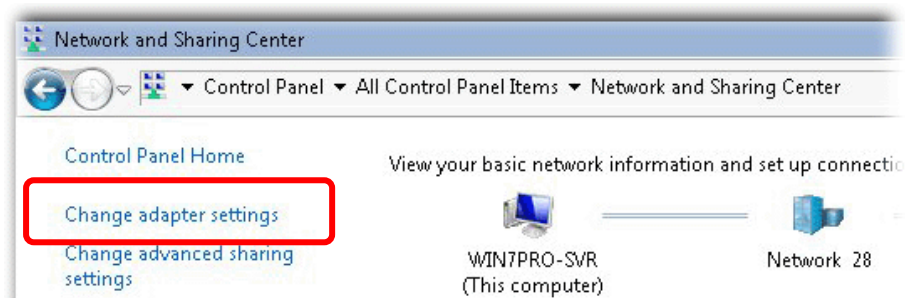 Network and Sharing Center
Control Panel All Control Panel Items Network and Sharing Center
Control Panel Home
View your basic network information and set up
Change adapter settings
Change advanced sharing
settings
WIN7PRO-SVR
(This computer)
Network 28